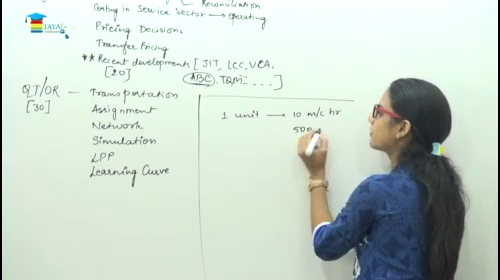 JAYAJ
Reconciliation
Costing in Service Sector → Operating
Pricing Decisions
Transfer Pricing
** Recent developments [ JIT, LCC, VCA,
[20]
ABC, TQM - . . . . ]
QT/OR — Transportation
[30]
Assignment
Network
Simulation
LPP
Learning Curve
1 unit → 10 m/c hr
500